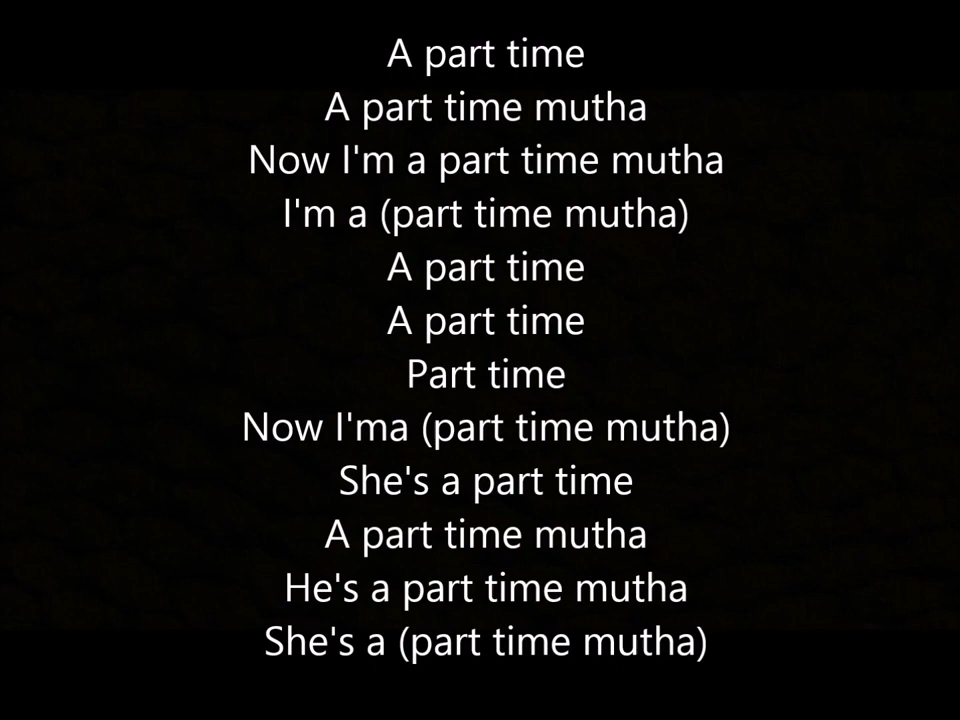 A part time
A part time mutha
Now I'm a part time mutha
I'm a (part time mutha)
A part time
A part time
Part time
Now I'ma (part time mutha)
She's a part time
A part time mutha
He's a part time mutha
She's a (part time mutha)